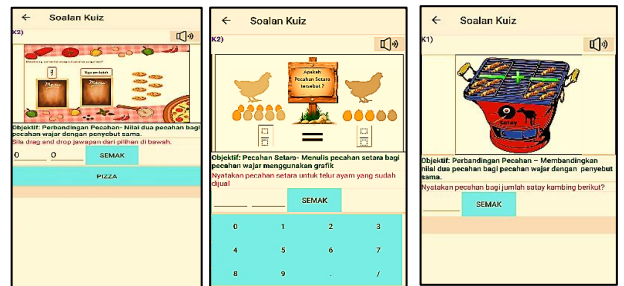 Soalan Kuiz
K2)
Objektif: Perbandingan Pecahan- Nilai dua pecahan bagi
pecahan wajar dengan penyebut sama.
Sila drag and drop jawapan dari pilihan di bawah.
0 0 SEMAK
PIZZA
Soalan Kuiz
K2)
Apakah
Pecahan Setara
tersebut ?
Objektif: Pecahan Setara- Menulis pecahan setara bagi
pecahan wajar menggunakan grafik
Nyatakan pecahan setara untuk telur ayam yang sudah
dijual
SEMAK
0 1 2 3
4 5 6 7
8 9 . /
Soalan Kuiz
K1)
Satay
Objektif: Perbandingan Pecahan – Membandingkan
nilai dua pecahan bagi pecahan wajar dengan penyebut
sama.
Nyatakan pecahan bagi jumlah satay kambing berikut?
SEMAK